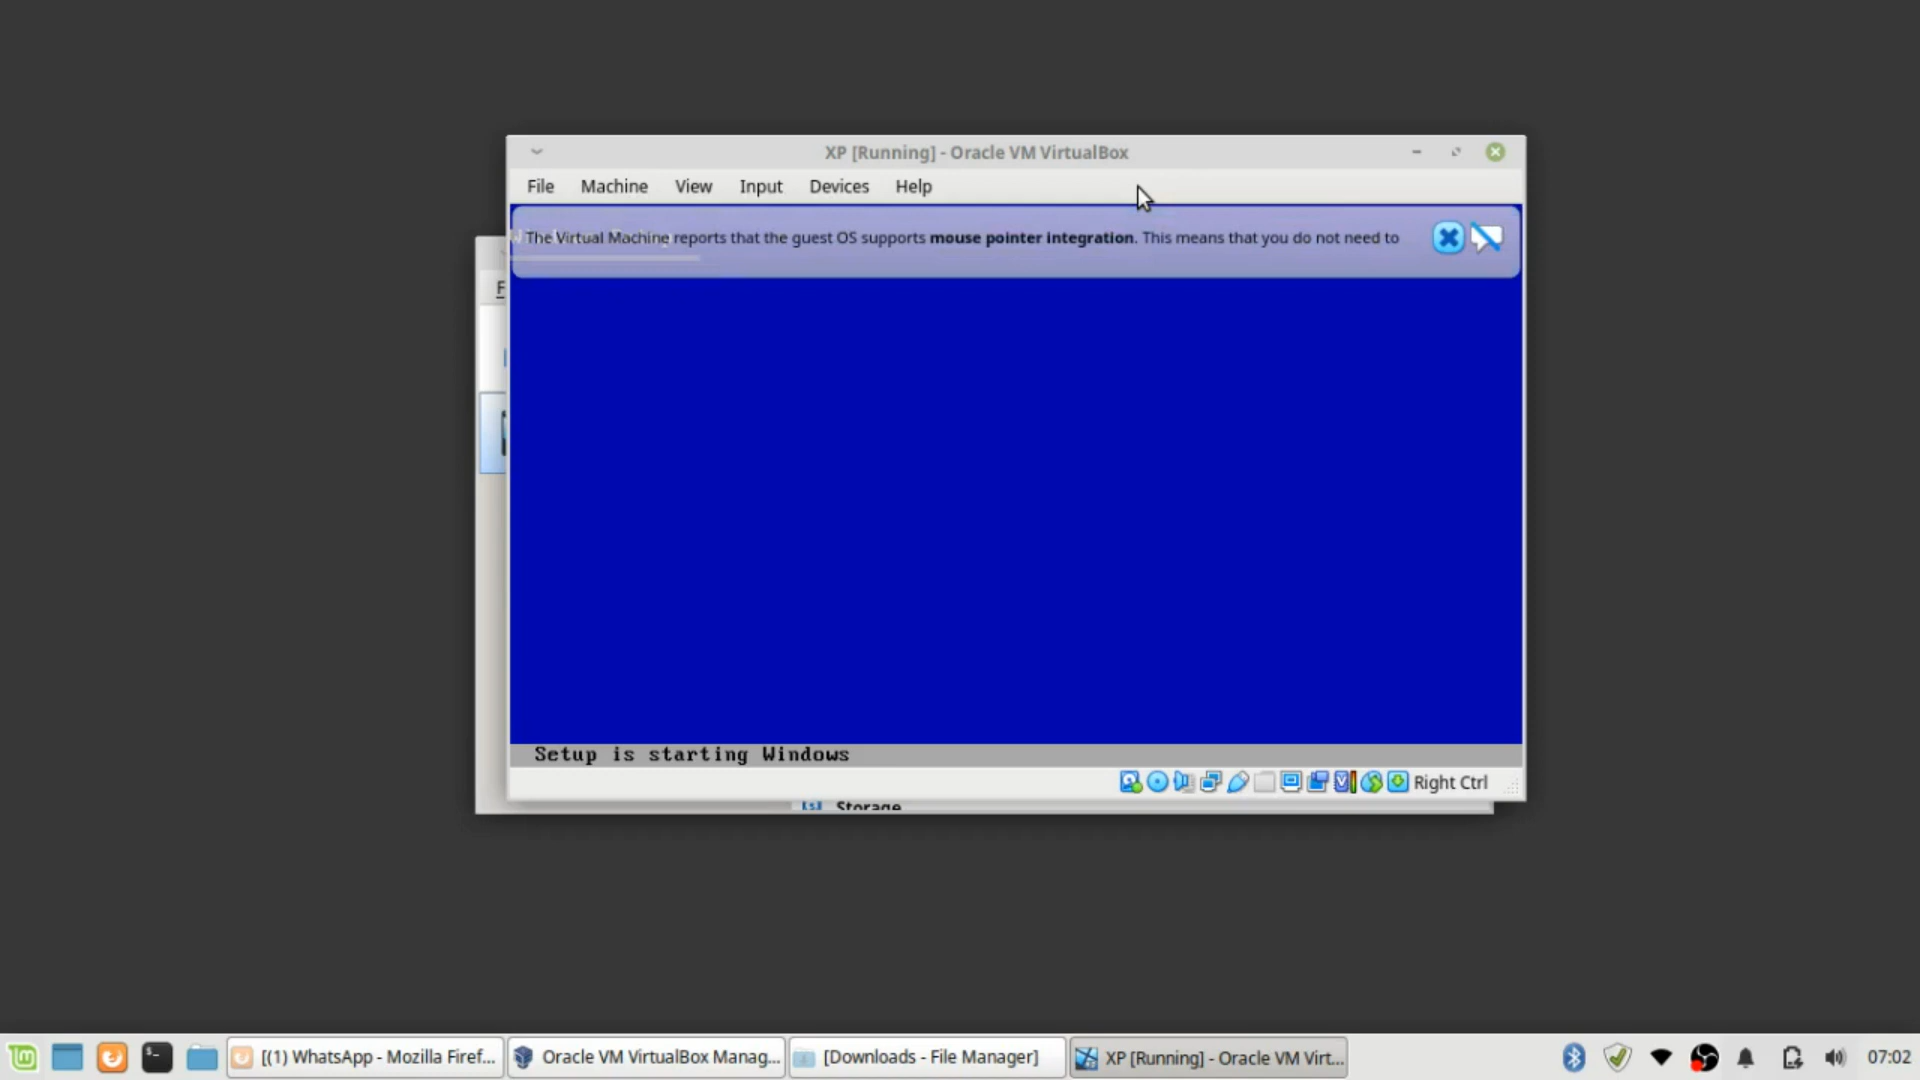 XP [Running] - Oracle VM VirtualBox
File Machine View Input Devices Help
The Virtual Machine reports that the guest OS supports mouse pointer integration. This means that you do not need to
F
Setup is starting Windows
Right Ctrl
Storage
[(1) WhatsApp - Mozilla Firef...
Oracle VM VirtualBox Manag...
[Downloads - File Manager]
XP [Running] - Oracle VM Virt...
07:02